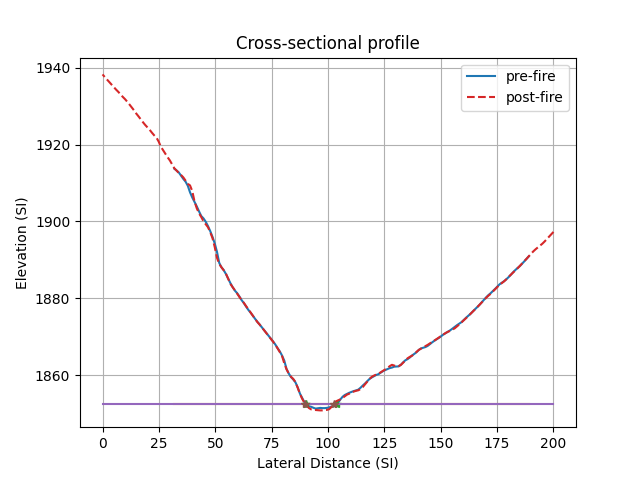 Cross-sectional profile
pre-fire
post-fire
1940
1920
1900
1880
1860
Elevation (SI)
0 25 50 75 100 125 150 175 200
Lateral Distance (SI)